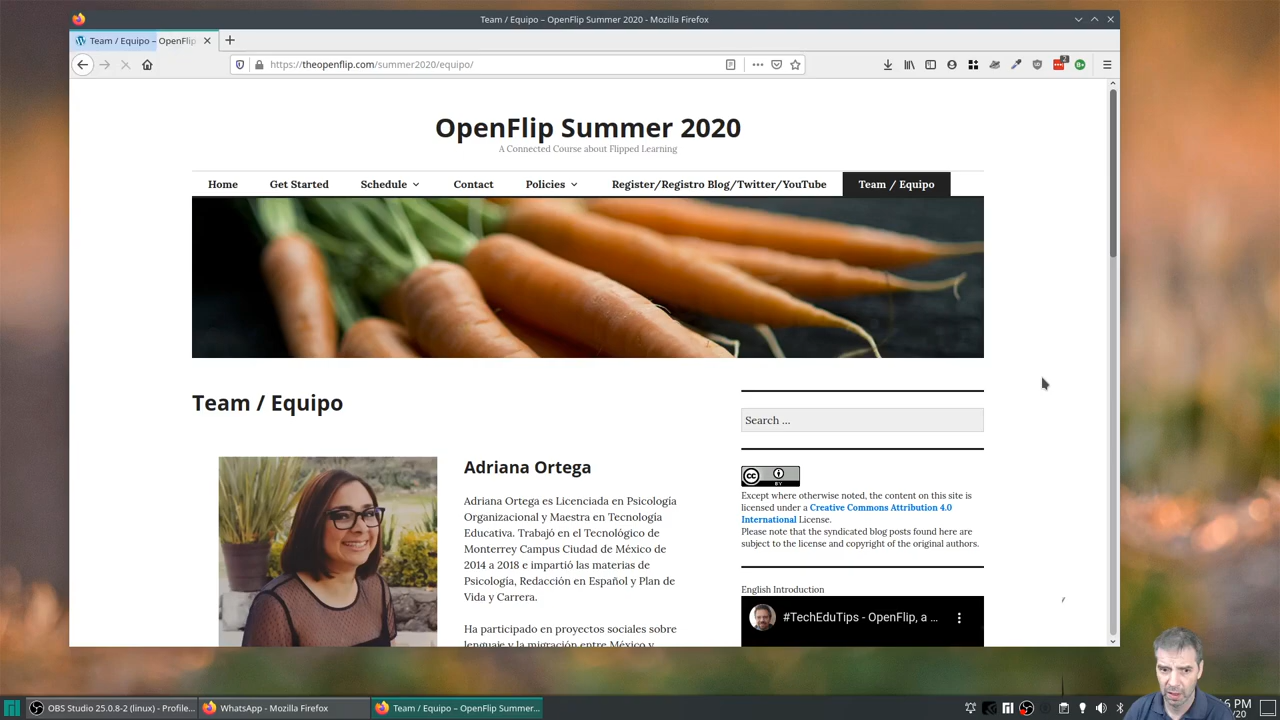 Team / Equipo – OpenFlip Summer 2020 - Mozilla Firefox
Team / Equipo – OpenFlip
https://theopenflip.com/summer2020/equipo/
OpenFlip Summer 2020
A Connected Course about Flipped Learning
Home Get Started Schedule Contact Policies Register/Registro Blog/Twitter/YouTube Team / Equipo
Team / Equipo
Adriana Ortega
Adriana Ortega es Licenciada en Psicología
Organizacional y Maestra en Tecnología
Educativa. Trabajó en el Tecnológico de
Monterrey Campus Ciudad de México de
2014 a 2018 e impartió las materias de
Psicología, Redacción en Español y Plan de
Vida y Carrera.
Ha participado en proyectos sociales sobre
lenguaje y la migración entre México y
Search ...
CC BY
Except where otherwise noted, the content on this site is
licensed under a Creative Commons Attribution 4.0
International License.
Please note that the syndicated blog posts found here are
subject to the license and copyright of the original authors.
English Introduction
#TechEduTips - OpenFlip, a ...
OBS Studio 25.0.8-2 (linux) - Profile...
WhatsApp - Mozilla Firefox
Team / Equipo – OpenFlip Summer...